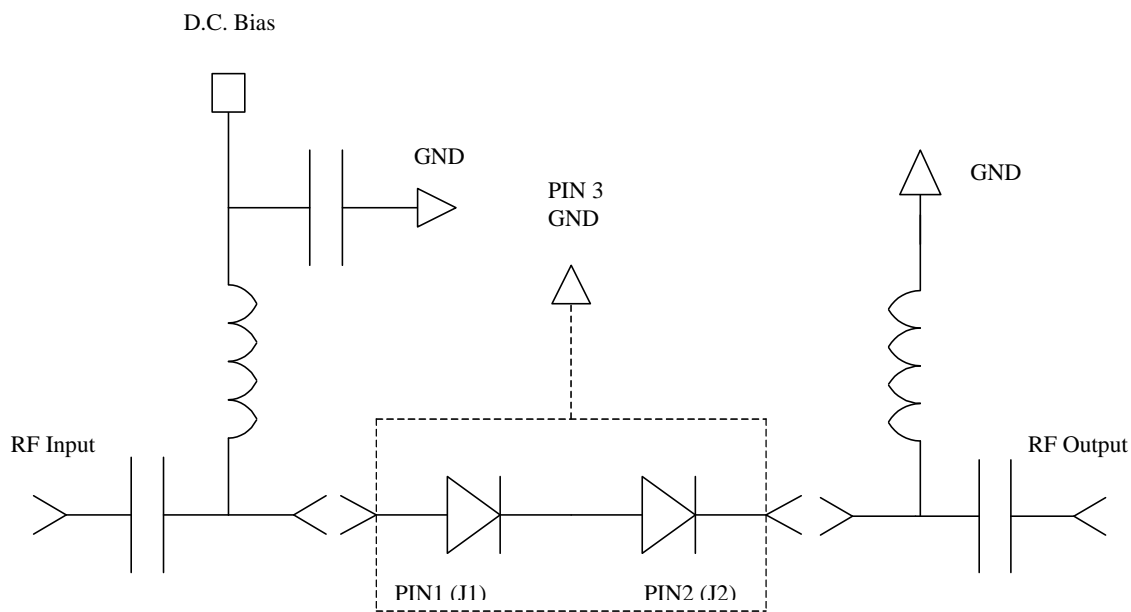 D.C. Bias
GND
PIN 3
GND
GND
RF Input
RF Output
PIN1 (J1)
PIN2 (J2)